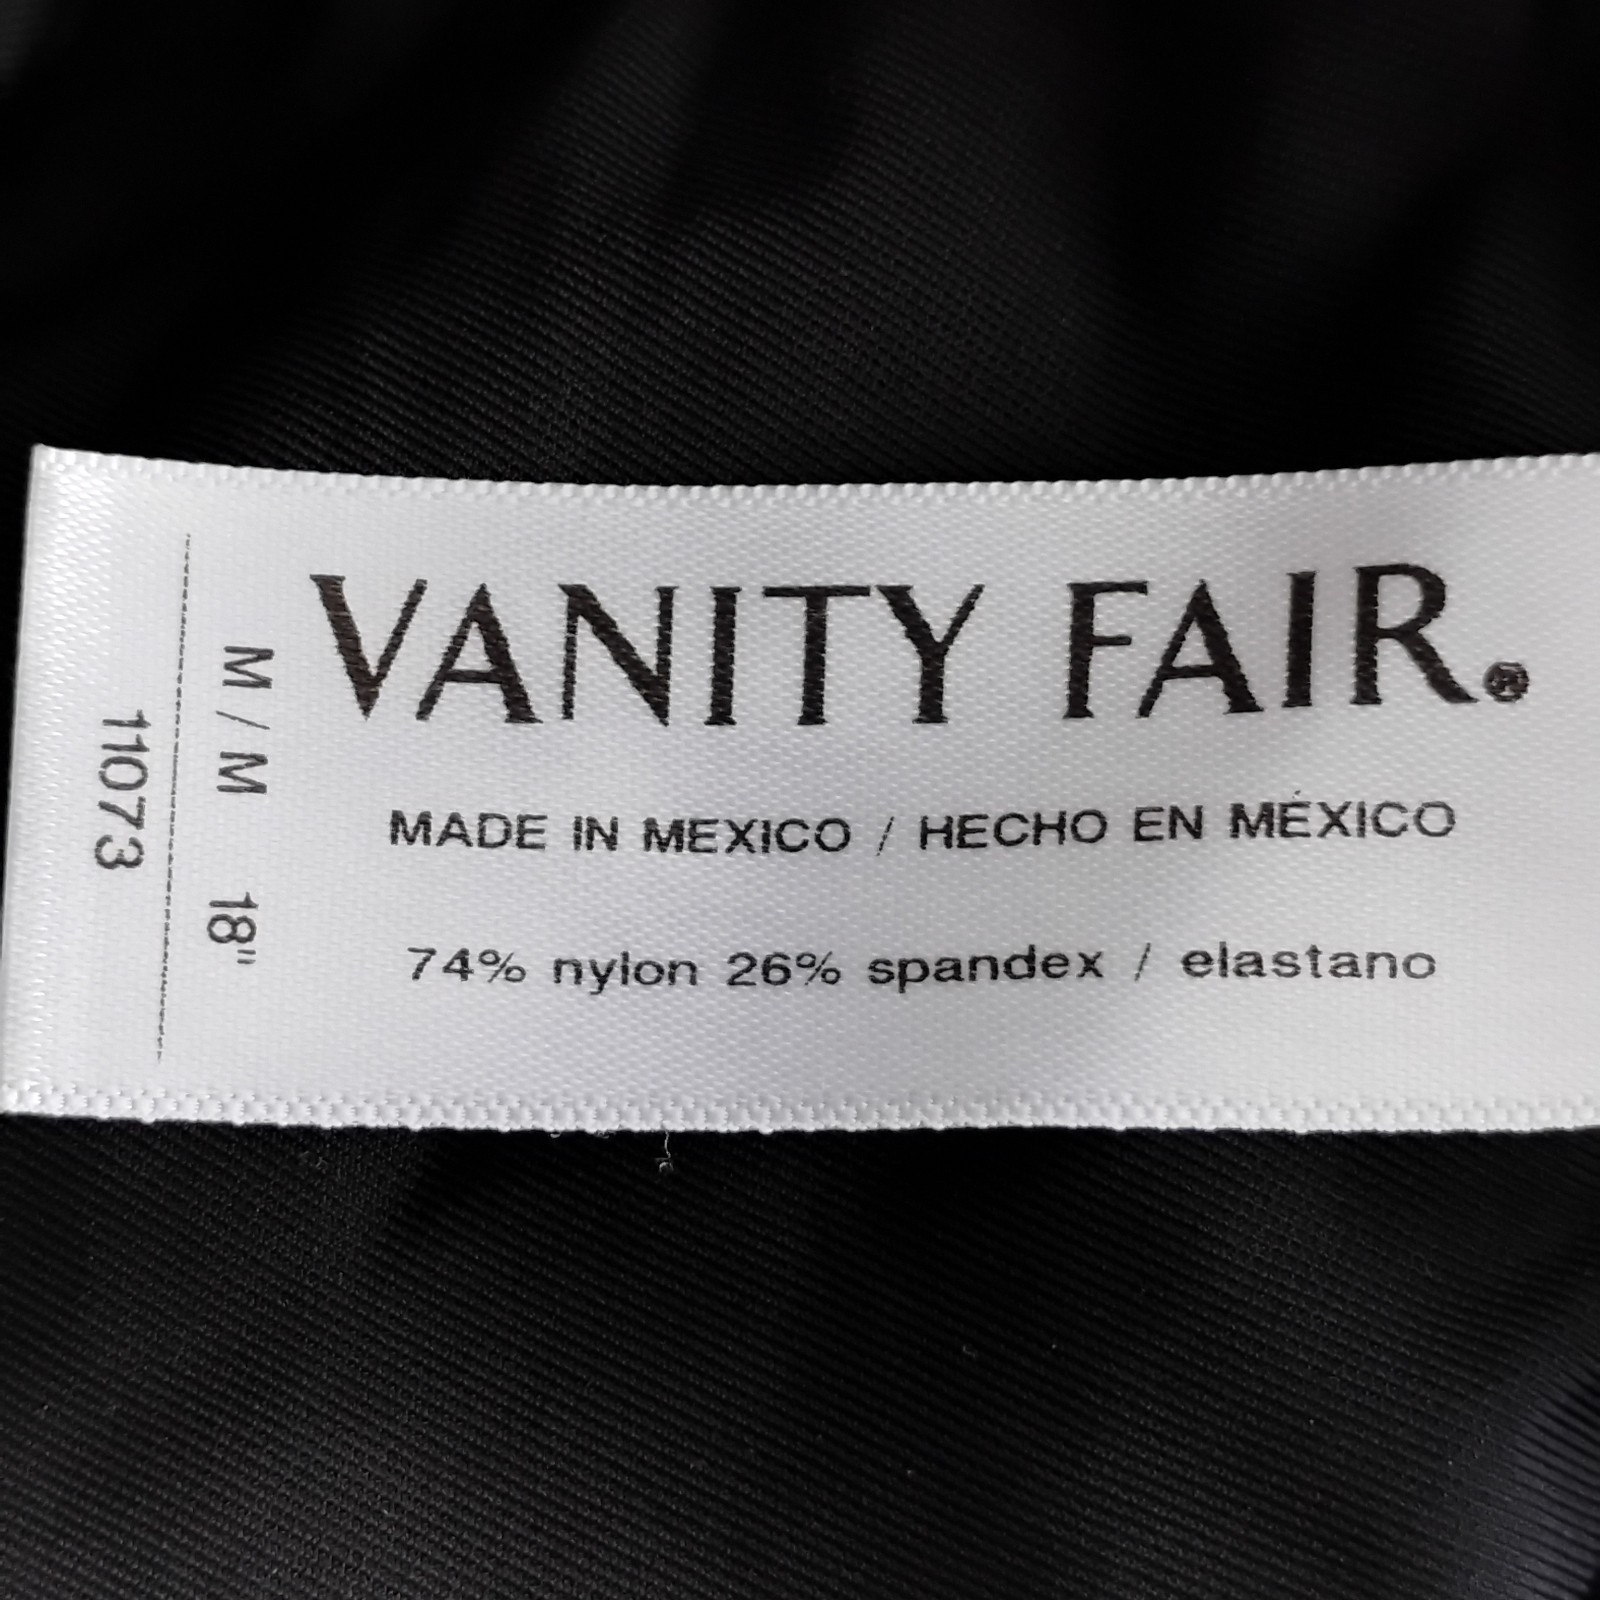 VANITY FAIR®
MADE IN MEXICO / HECHO EN MÉXICO
74% nylon 26% spandex / elastano
M / M 18"
11073